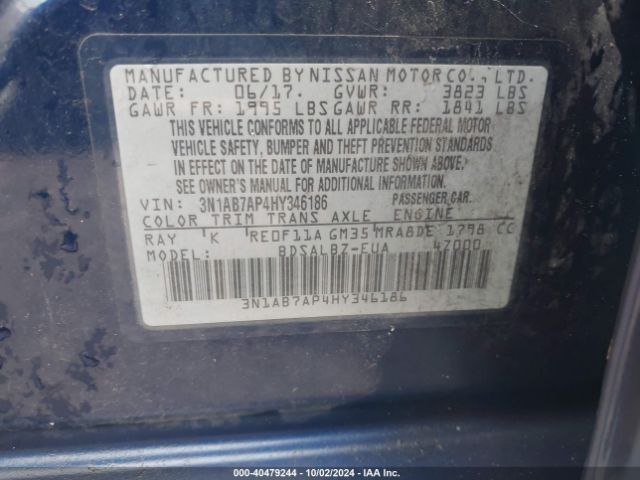 MANUFACTURED BY NISSAN MOTOR CO., LTD.
DATE: 06/17. GVWR: 3823 LBS
GAWR FR: 1995 LBS GAWR RR: 1841 LBS
THIS VEHICLE CONFORMS TO ALL APPLICABLE FEDERAL MOTOR
VEHICLE SAFETY, BUMPER AND THEFT PREVENTION STANDARDS
IN EFFECT ON THE DATE OF MANUFACTURE SHOWN ABOVE.
SEE OWNER'S MANUAL FOR ADDITIONAL INFORMATION.
VIN: 3N1AB7AP4HY346186 PASSENGER CAR
COLOR TRIM TRANS AXLE ENGINE
RAY K RE0F11A GM35 MRA8DE 1798 CC
MODEL: BDSALB7-EUA 47000
3N1AB7AP4HY346186
000-40479244 | 10/02/2024 | IAA Inc.